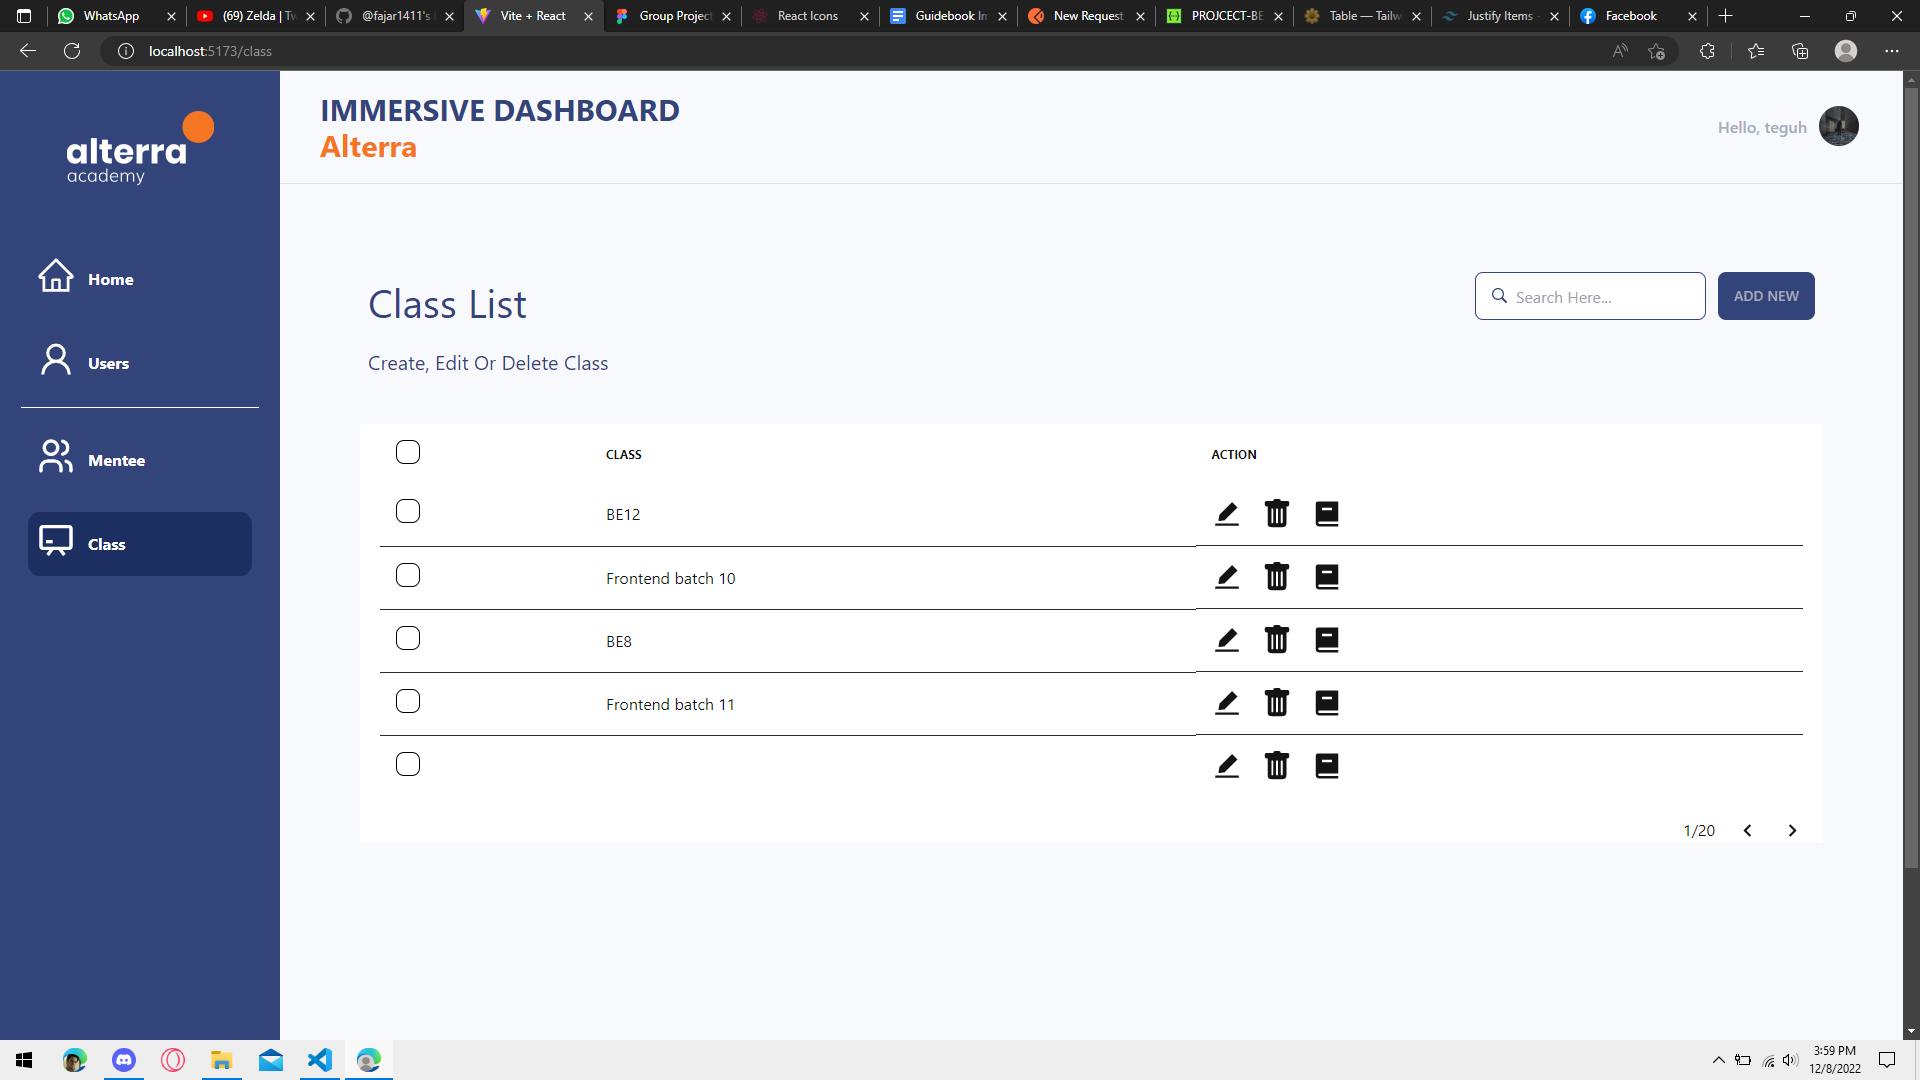 WhatsApp
(69) Zelda | Tw
@fajar1411's
Vite + React
Group Project
React Icons
Guidebook Im
New Request
PROJCECT-BE
Table — Tailw
Justify Items -
Facebook
localhost:5173/class
alterra
academy
Home
Users
Mentee
Class
IMMERSIVE DASHBOARD
Alterra
Hello, teguh
Class List
Search Here...
ADD NEW
Create, Edit Or Delete Class
CLASS ACTION
BE12
Frontend batch 10
BE8
Frontend batch 11
1/20
3:59 PM
12/8/2022